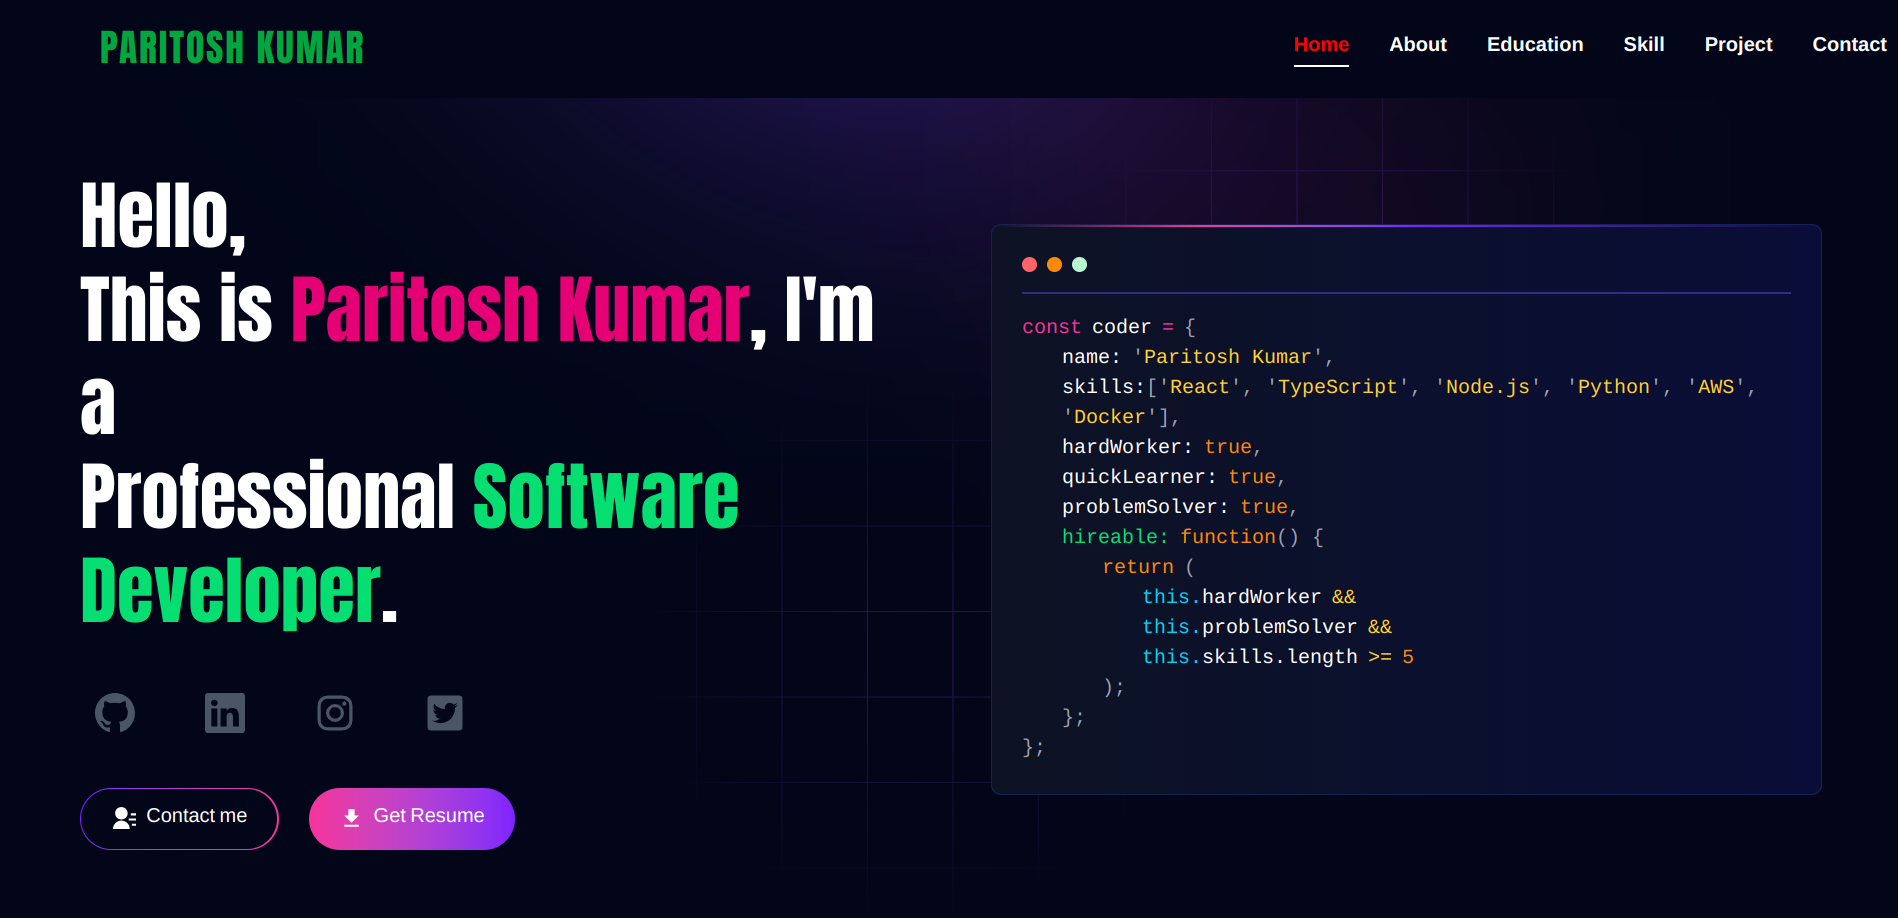 PARITOSH KUMAR
Home About Education Skill Project Contact
Hello,
This is Paritosh Kumar, I'm
a
Professional Software
Developer.
Contact me
Get Resume
const coder = {
name: 'Paritosh Kumar',
skills:['React', 'TypeScript', 'Node.js', 'Python', 'AWS',
'Docker'],
hardWorker: true,
quickLearner: true,
problemSolver: true,
hireable: function() {
return (
this.hardWorker &&
this.problemSolver &&
this.skills.length >= 5
);
};
};